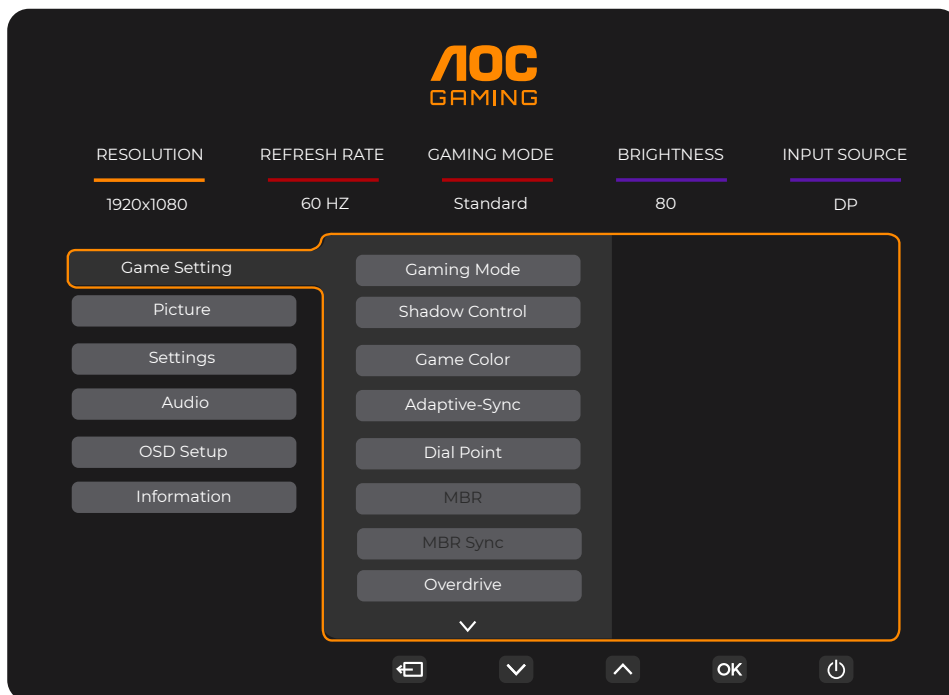 AOC
GAMING
RESOLUTION REFRESH RATE GAMING MODE BRIGHTNESS INPUT SOURCE
1920x1080 60 HZ Standard 80 DP
Game Setting
Picture
Settings
Audio
OSD Setup
Information
Gaming Mode
Shadow Control
Game Color
Adaptive-Sync
Dial Point
MBR
MBR Sync
Overdrive
OK